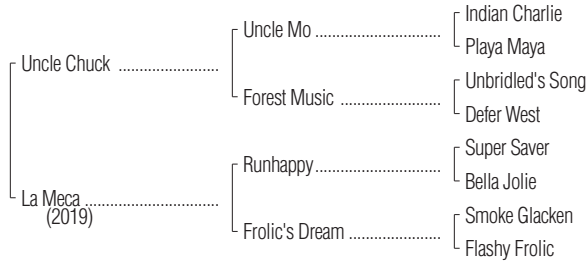 Indian Charlie
Uncle Mo ................................
Playa Maya
Uncle Chuck ..........................
Unbridled's Song
Forest Music ..........................
Defer West
Super Saver
Runhappy................................
Bella Jolie
La Meca ...................................
(2019)
Smoke Glacken
Frolic's Dream ........................
Flashy Frolic